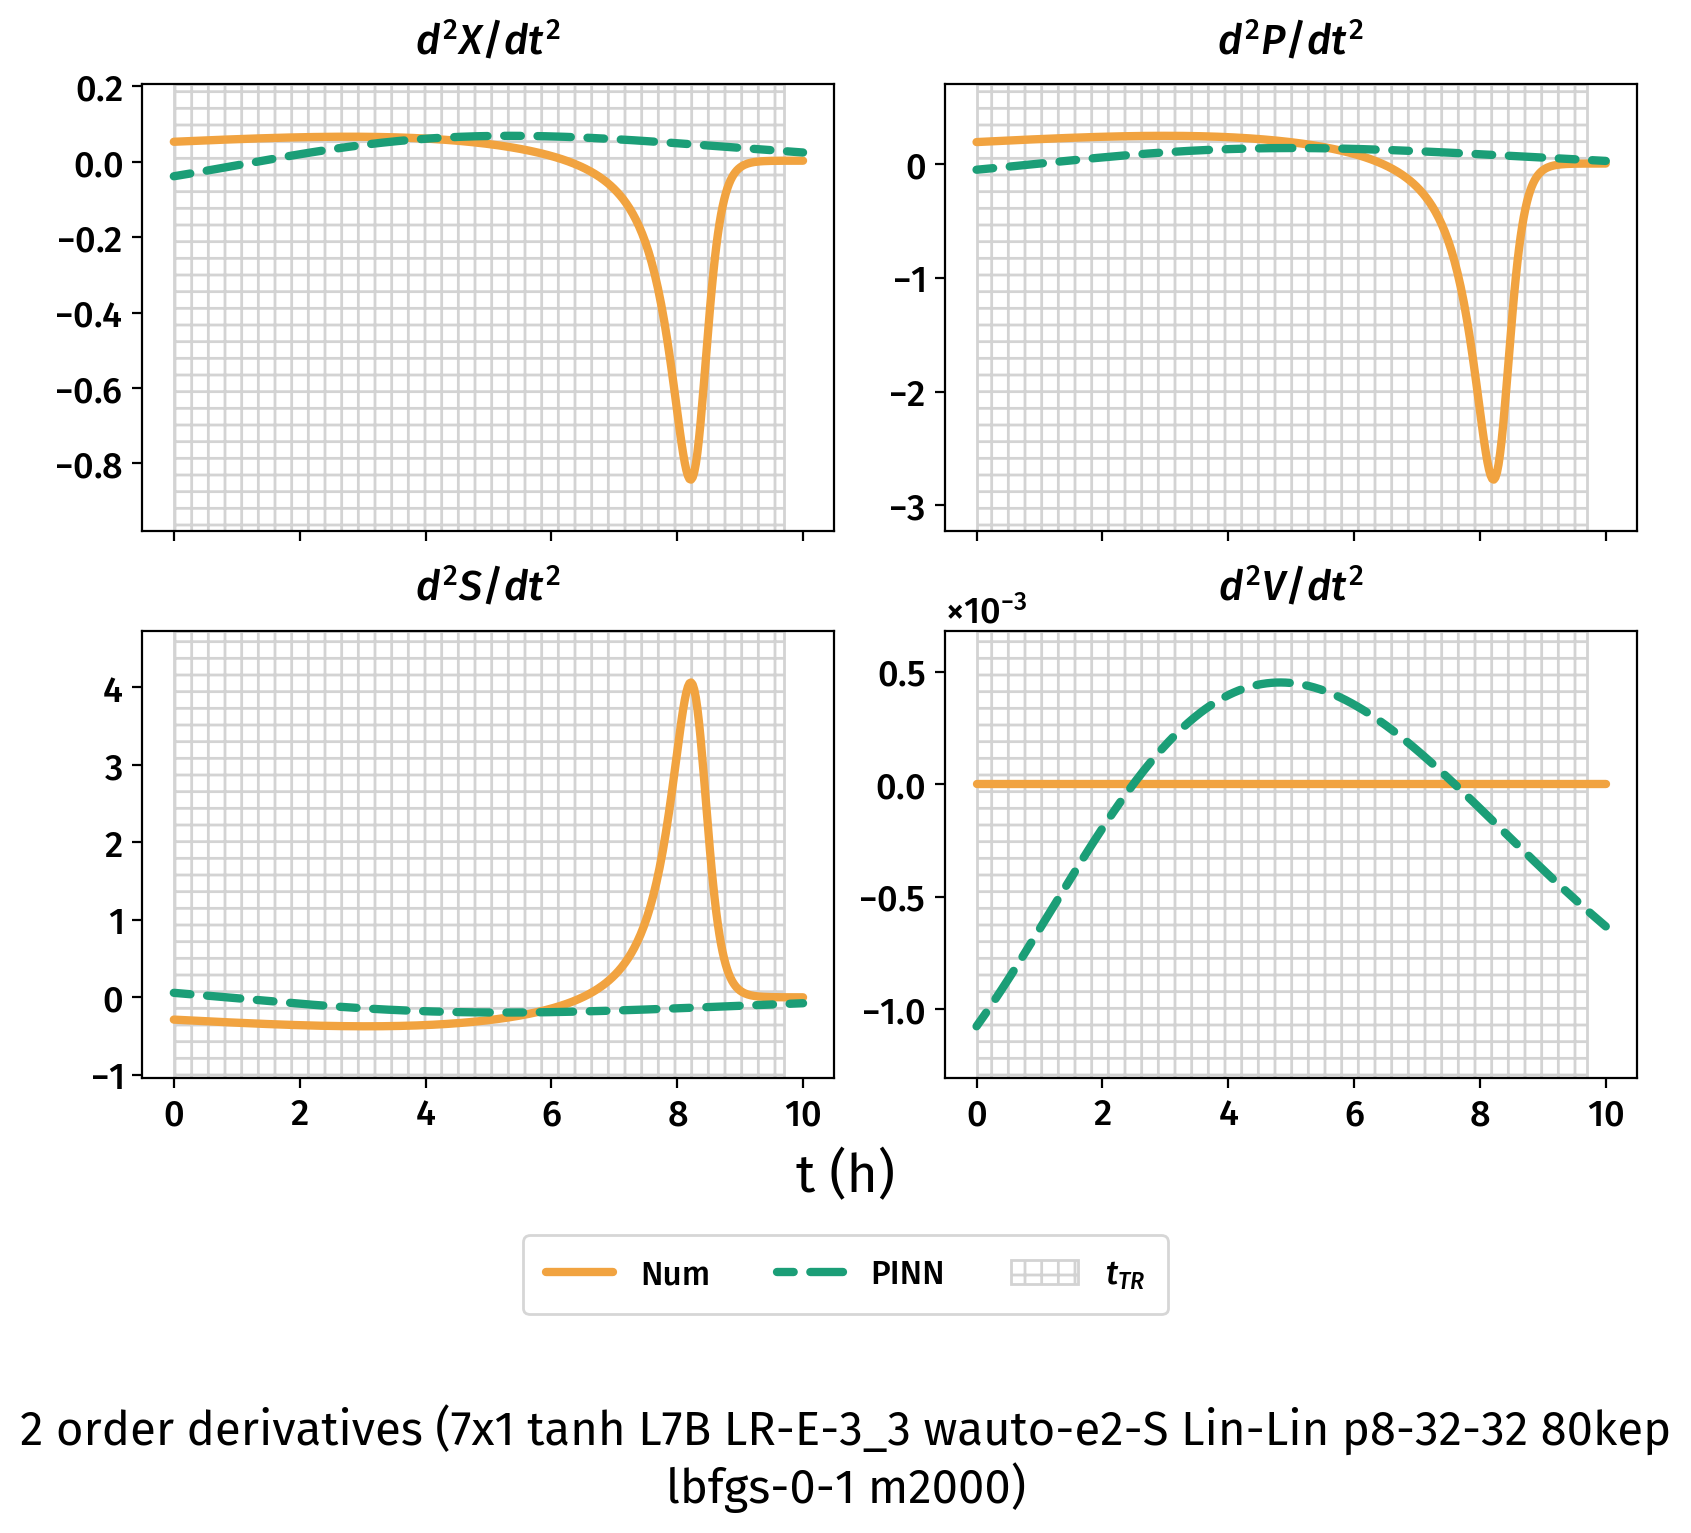 d²X/dt²
0.2
0.0
−0.2
−0.4
−0.6
−0.8
d²P/dt²
0
−1
−2
−3
d²S/dt²
4
3
2
1
0
−1
0 2 4 6 8 10
d²V/dt²
×10⁻³
0.5
0.0
−0.5
−1.0
0 2 4 6 8 10
t (h)
Num PINN t_TR
2 order derivatives (7x1 tanh L7B LR-E-3_3 wauto-e2-S Lin-Lin p8-32-32 80kep
lbfgs-0-1 m2000)